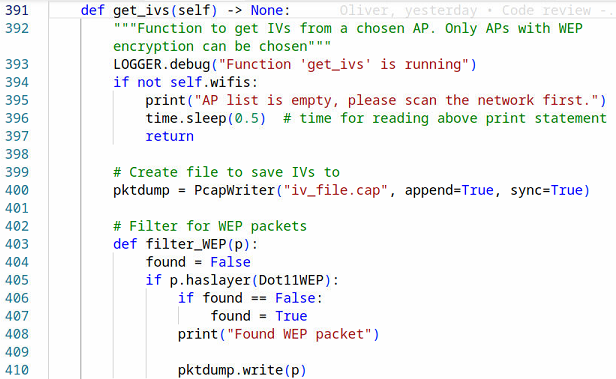 391 def get_ivs(self) -> None: Oliver, yesterday • Code review -.
392 """Function to get IVs from a chosen AP. Only APs with WEP
encryption can be chosen"""
393 LOGGER.debug("Function 'get_ivs' is running")
394 if not self.wifis:
395 print("AP list is empty, please scan the network first.")
396 time.sleep(0.5)  # time for reading above print statement
397 return
398
399 # Create file to save IVs to
400 pktdump = PcapWriter("iv_file.cap", append=True, sync=True)
401
402 # Filter for WEP packets
403 def filter_WEP(p):
404 found = False
405 if p.haslayer(Dot11WEP):
406 if found == False:
407 found = True
408 print("Found WEP packet")
409
410 pktdump.write(p)